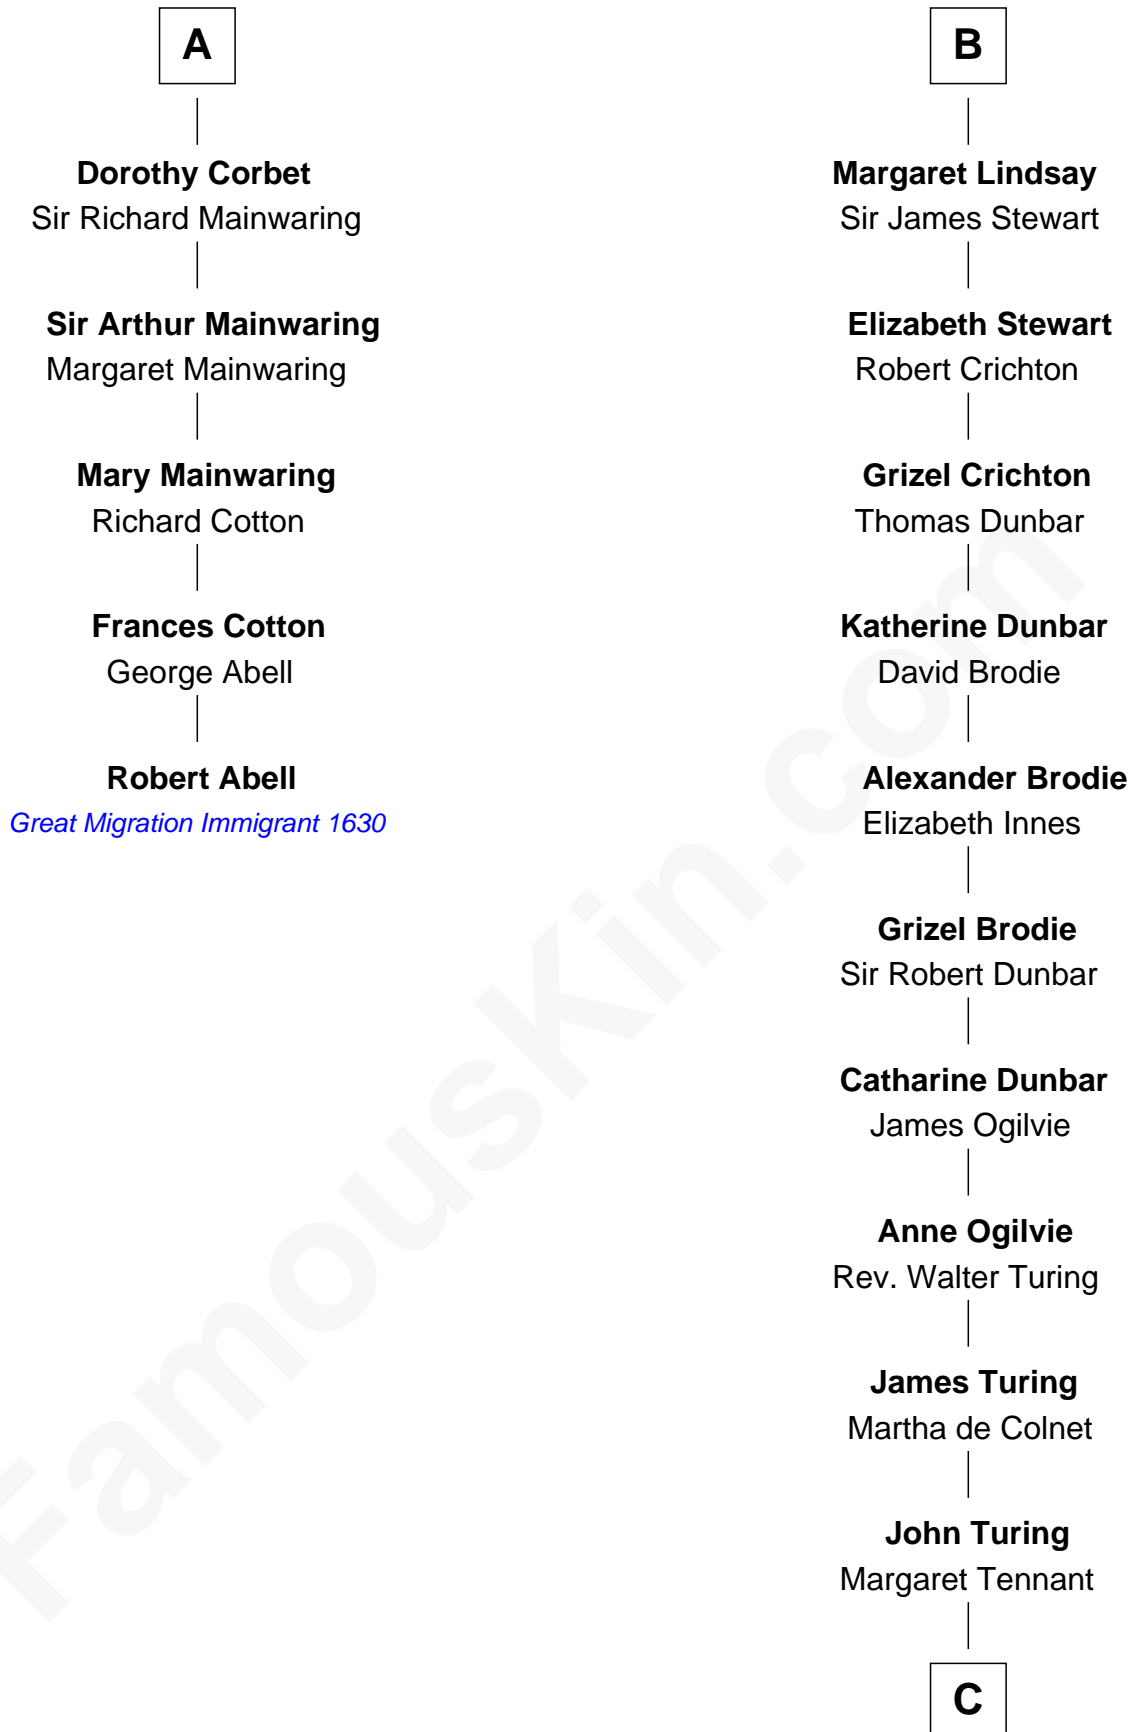 A
Dorothy Corbet
Sir Richard Mainwaring
Sir Arthur Mainwaring
Margaret Mainwaring
Mary Mainwaring
Richard Cotton
Frances Cotton
George Abell
Robert Abell
Great Migration Immigrant 1630
B
Margaret Lindsay
Sir James Stewart
Elizabeth Stewart
Robert Crichton
Grizel Crichton
Thomas Dunbar
Katherine Dunbar
David Brodie
Alexander Brodie
Elizabeth Innes
Grizel Brodie
Sir Robert Dunbar
Catharine Dunbar
James Ogilvie
Anne Ogilvie
Rev. Walter Turing
James Turing
Martha de Colnet
John Turing
Margaret Tennant
C
FamousKin.com